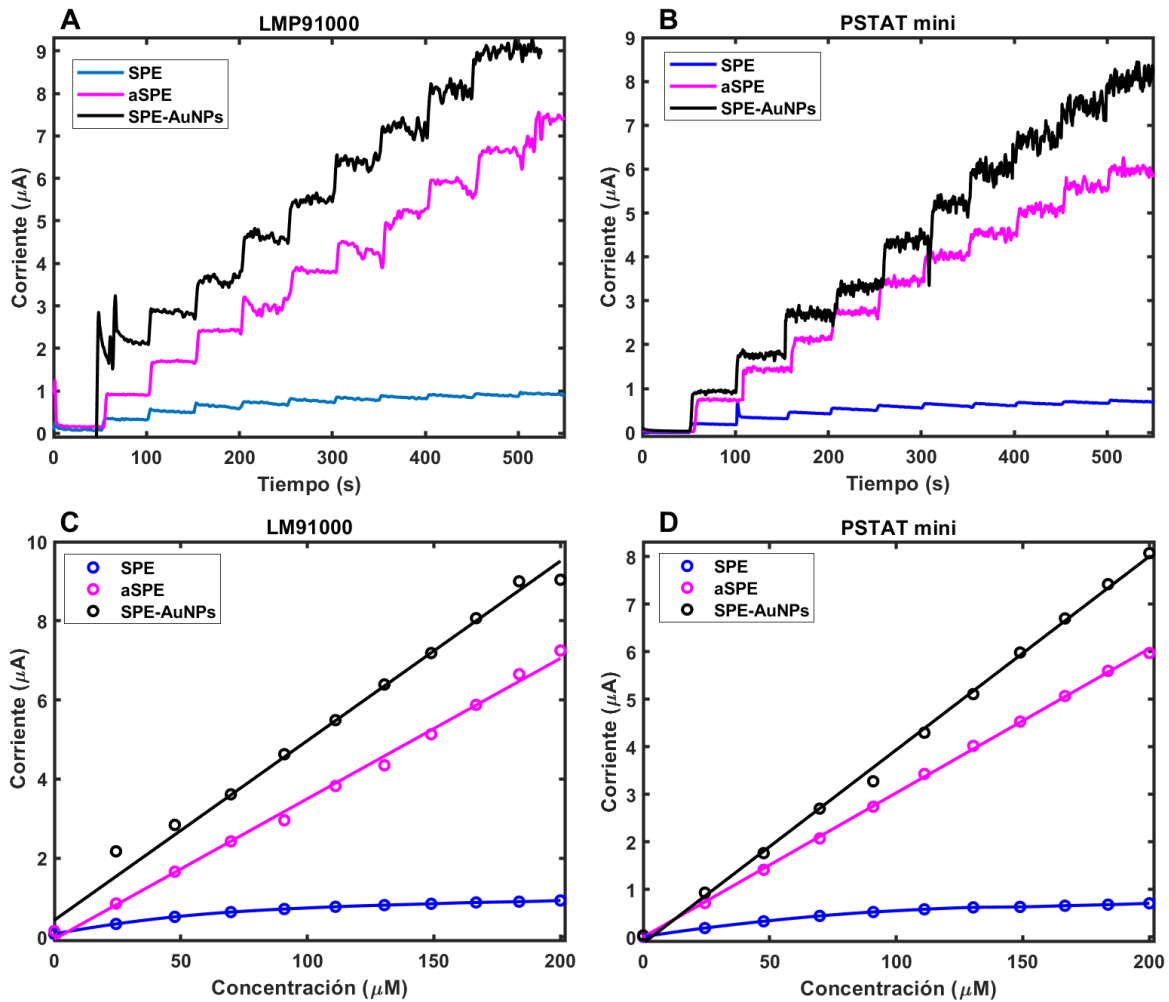 A
LMP91000
SPE
aSPE
SPE-AuNPs
Corriente (μA)
9
8
7
6
5
4
3
2
1
0
0 100 200 300 400 500
Tiempo (s)
B
PSTAT mini
SPE
aSPE
SPE-AuNPs
Corriente (μA)
9
8
7
6
5
4
3
2
1
0
0 100 200 300 400 500
Tiempo (s)
C
LM91000
SPE
aSPE
SPE-AuNPs
Corriente (μA)
10
8
6
4
2
0
0 50 100 150 200
Concentración (μM)
D
PSTAT mini
SPE
aSPE
SPE-AuNPs
Corriente (μA)
8
7
6
5
4
3
2
1
0
0 50 100 150 200
Concentración (μM)